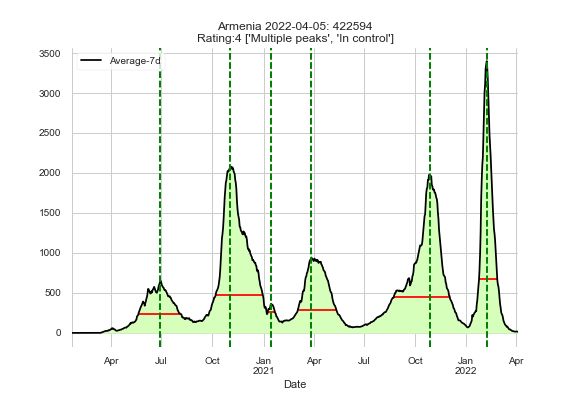 Armenia 2022-04-05: 422594
Rating:4 ['Multiple peaks', 'In control']
Average-7d
3500
3000
2500
2000
1500
1000
500
0
Apr Jul Oct Jan Apr Jul Oct Jan Apr
2021 2022
Date